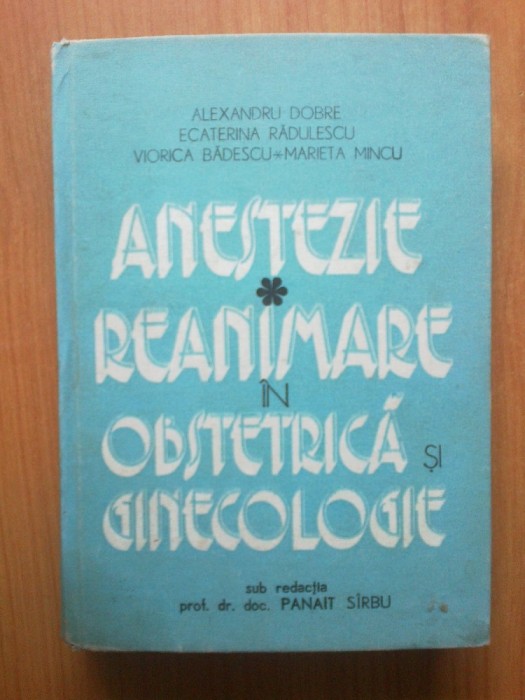 ALEXANDRU DOBRE
ECATERINA RĂDULESCU
VIORICA BĂDESCU*MARIETA MINCU
ANESTEZIE
*
REANIMARE
ÎN
OBSTETRICĂ ȘI
GINECOLOGIE
sub redacția
prof. dr. doc. PANAIT SÎRBU